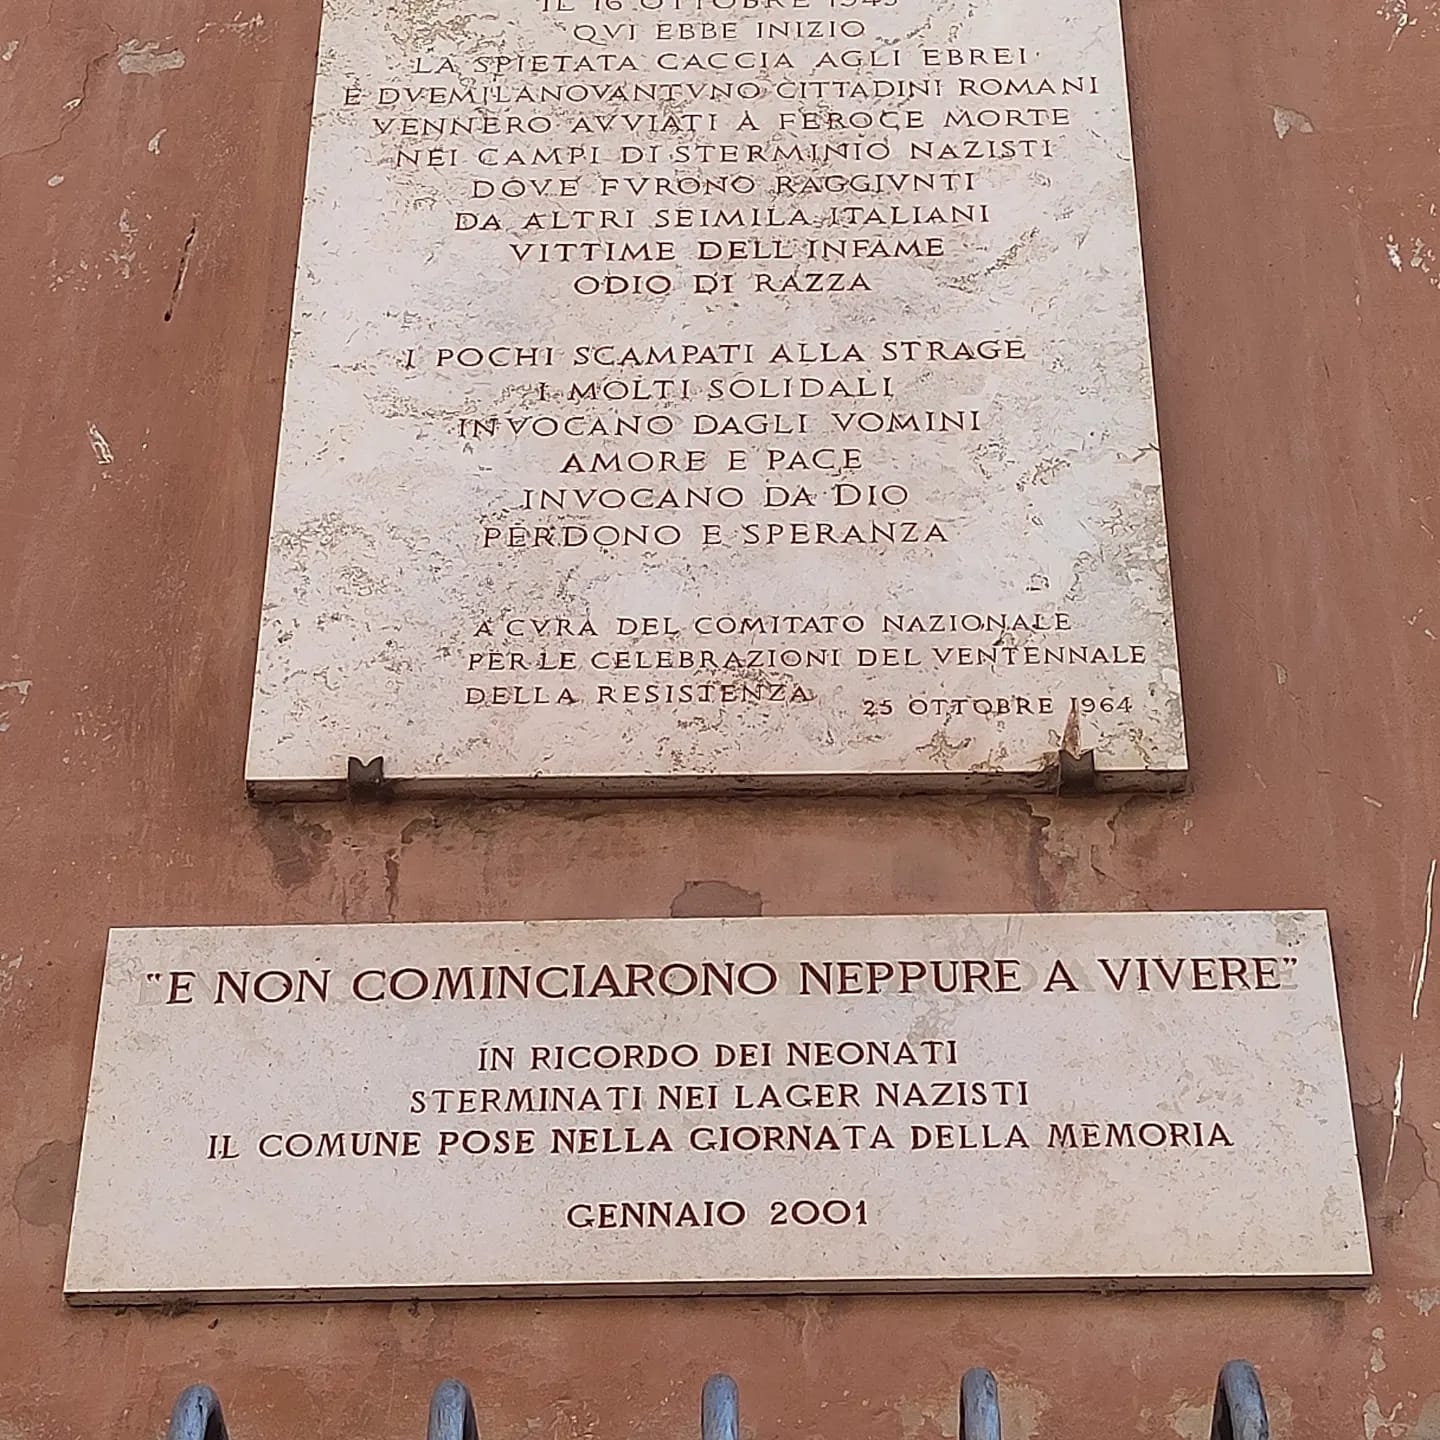 IL 16 OTTOBRE 1943
QVI EBBE INIZIO
LA SPIETATA CACCIA AGLI EBREI
E DVEMILANOVANTVNO CITTADINI ROMANI
VENNERO AVVIATI A FEROCE MORTE
NEI CAMPI DI STERMINIO NAZISTI
DOVE FVRONO RAGGIVNTI
DA ALTRI SEIMILA ITALIANI
VITTIME DELL'INFAME
ODIO DI RAZZA
I POCHI SCAMPATI ALLA STRAGE
I MOLTI SOLIDALI
INVOCANO DAGLI VOMINI
AMORE E PACE
INVOCANO DA DIO
PERDONO E SPERANZA
A CVRA DEL COMITATO NAZIONALE
PER LE CELEBRAZIONI DEL VENTENNALE
DELLA RESISTENZA
25 OTTOBRE 1964
"E NON COMINCIARONO NEPPURE A VIVERE"
IN RICORDO DEI NEONATI
STERMINATI NEI LAGER NAZISTI
IL COMUNE POSE NELLA GIORNATA DELLA MEMORIA
GENNAIO 2001